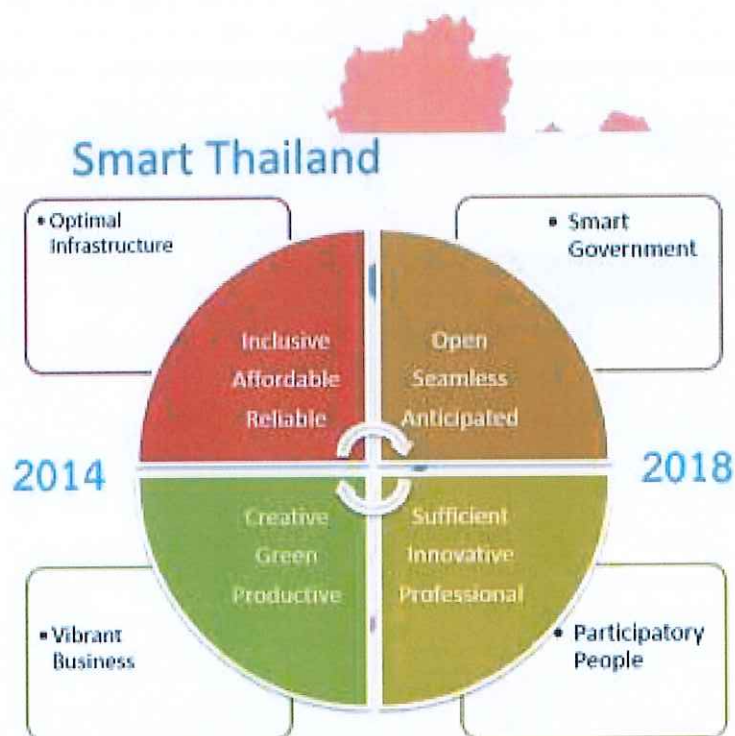 Smart Thailand
• Optimal
Infrastructure
• Smart
Government
Inclusive
Affordable
Reliable
Open
Seamless
Anticipated
2014
2018
Creative
Green
Productive
Sufficient
Innovative
Professional
• Vibrant
Business
• Participatory
People